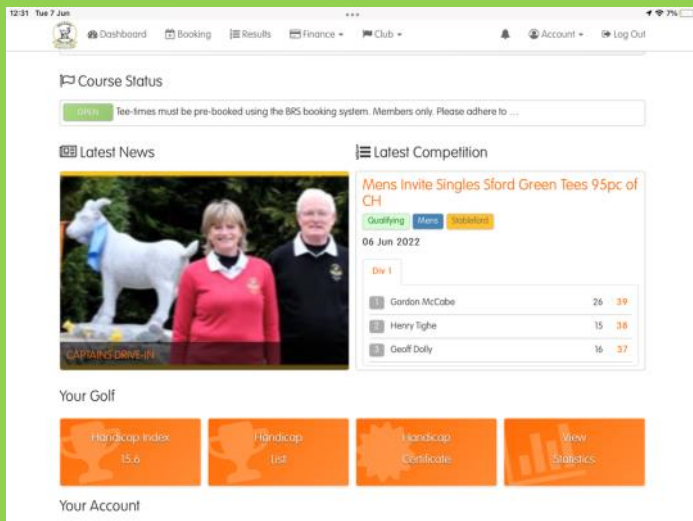 12:31 Tue 7 Jun
7%
Dashboard Booking Results Finance Club Account Log Out
Course Status
OPEN Tee-times must be pre-booked using the BRS booking system. Members only. Please adhere to ...
Latest News
CAPTAINS DRIVE-IN
Latest Competition
Mens Invite Singles Sford Green Tees 95pc of
CH
Qualifying Mens Stableford
06 Jun 2022
Div 1
1 Gordon McCabe 26 39
2 Henry Tighe 15 38
3 Geoff Dolly 16 37
Your Golf
Handicap Index
15.6
Handicap
List
Handicap
Certificate
View
Statistics
Your Account